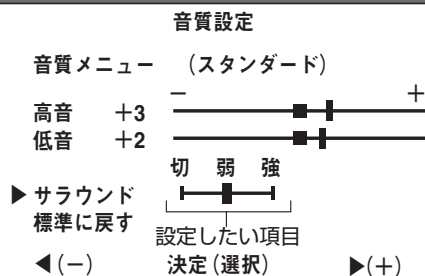 音質設定
音質メニュー （スタンダード）
－ ＋
高音 ＋3
低音 ＋2
切 弱 強
▶サラウンド
標準に戻す
設定したい項目
◀(－) 決定(選択) ▶(＋)